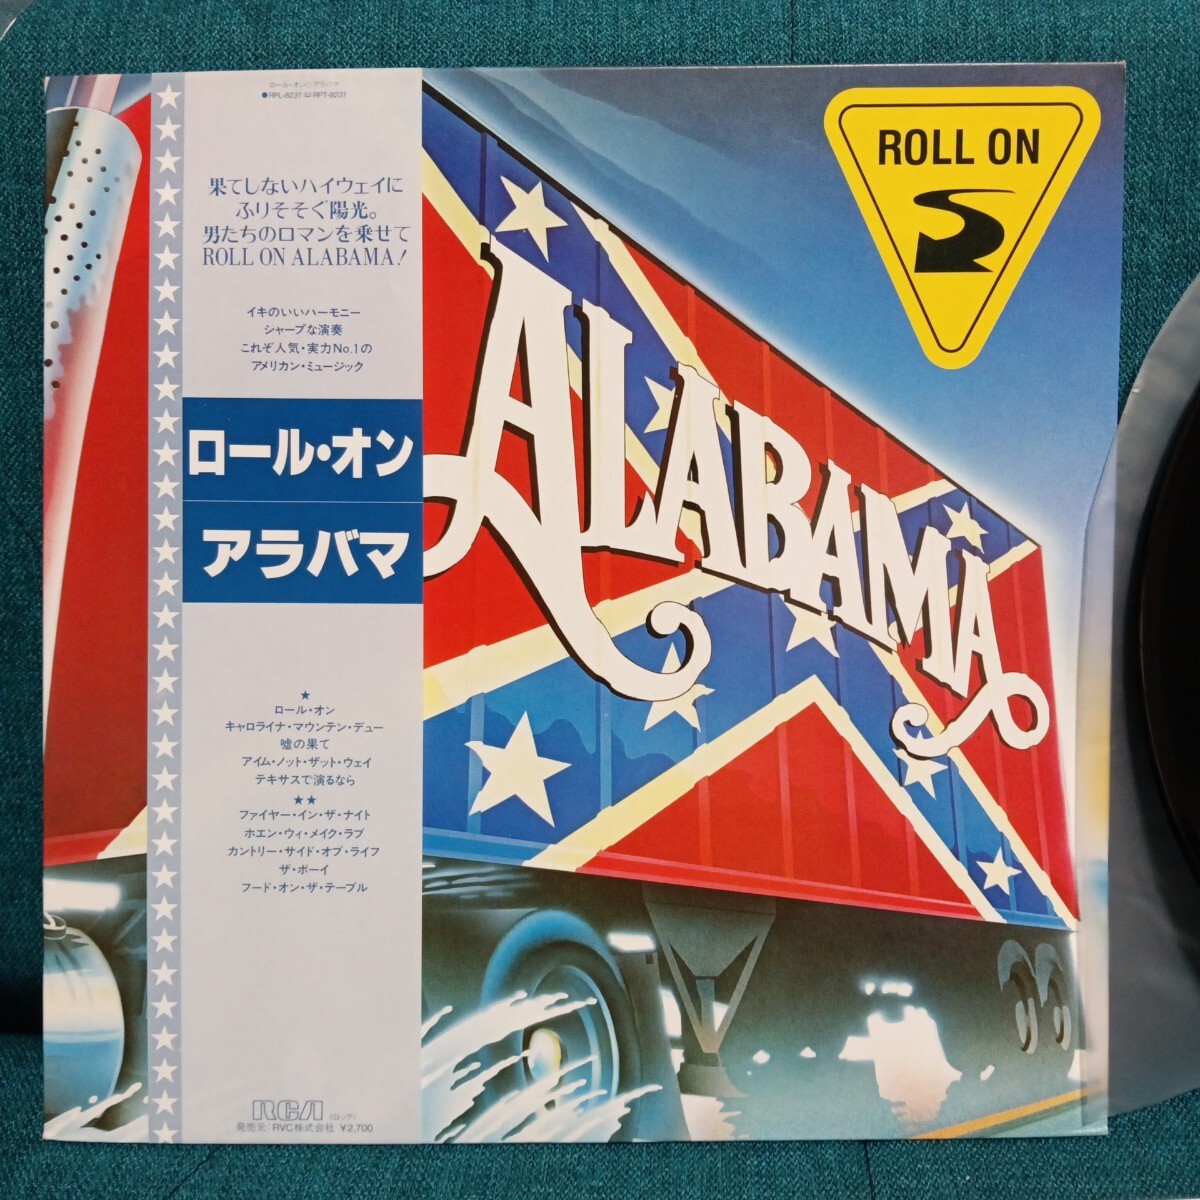 ロール・オン◇アラバマ
●RPL-8237 RPT-8237
果てしないハイウェイに
ふりそそぐ陽光。
男たちのロマンを乗せて
ROLL ON ALABAMA!
イキのいいハーモニー
シャープな演奏
これぞ人気・実力No.1の
アメリカン・ミュージック
ロール・オン
アラバマ
★
ロール・オン
キャロライナ・マウンテン・デュー
嘘の果て
アイム・ノット・ザット・ウェイ
テキサスで演るなら
★★
ファイヤー・イン・ザ・ナイト
ホエン・ウィ・メイク・ラブ
カントリー・サイド・オブ・ライフ
ザ・ボーイ
フード・オン・ザ・テーブル
RCA (ロック)
発売元:RVC株式会社 ¥2,700
ROLL ON
ALABAMA